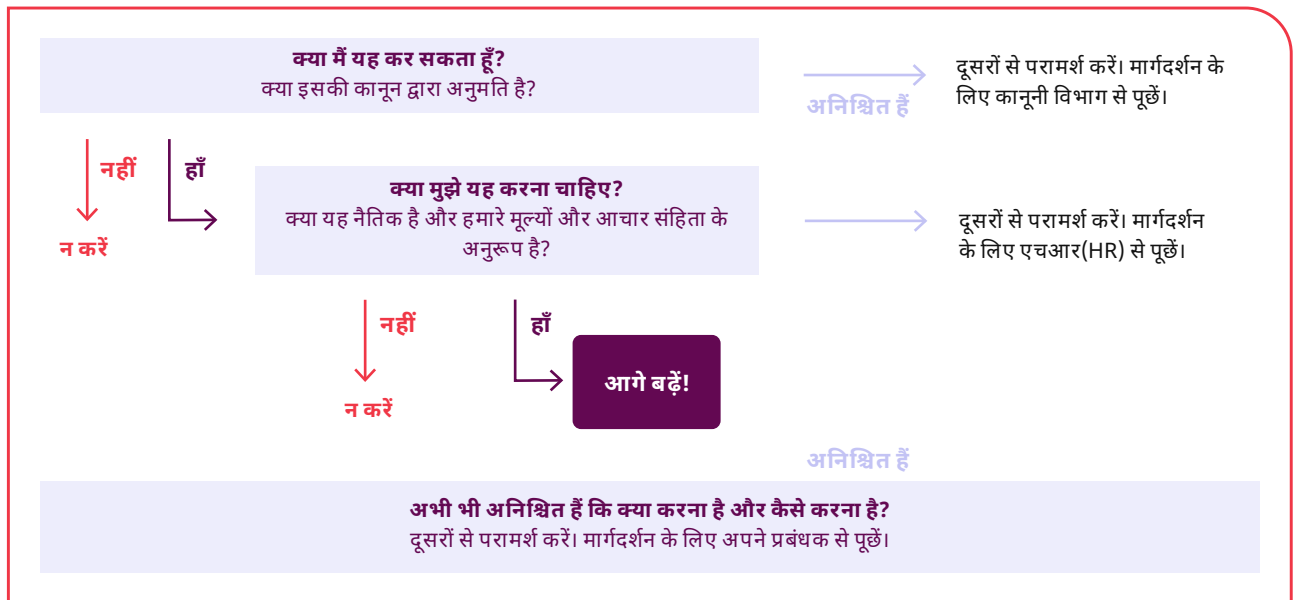 क्या मैं यह कर सकता हूँ?
क्या इसकी कानून द्वारा अनुमति है?
अनिश्चित हैं
दूसरों से परामर्श करें। मार्गदर्शन के
लिए कानूनी विभाग से पूछें।
नहीं
हाँ
न करें
क्या मुझे यह करना चाहिए?
क्या यह नैतिक है और हमारे मूल्यों और आचार संहिता के
अनुरूप है?
दूसरों से परामर्श करें। मार्गदर्शन
के लिए एचआर(HR) से पूछें।
नहीं
हाँ
न करें
आगे बढ़ें!
अनिश्चित हैं
अभी भी अनिश्चित हैं कि क्या करना है और कैसे करना है?
दूसरों से परामर्श करें। मार्गदर्शन के लिए अपने प्रबंधक से पूछें।